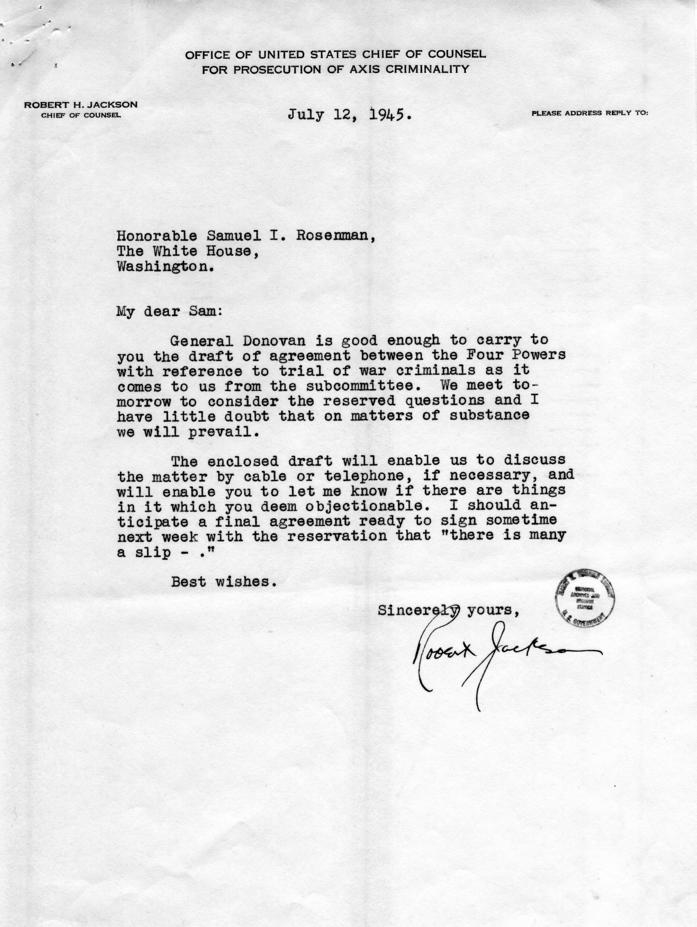 OFFICE OF UNITED STATES CHIEF OF COUNSEL
FOR PROSECUTION OF AXIS CRIMINALITY
ROBERT H. JACKSON
CHIEF OF COUNSEL
July 12, 1945.
PLEASE ADDRESS REPLY TO:
Honorable Samuel I. Rosenman,
The White House,
Washington.
My dear Sam:
General Donovan is good enough to carry to
you the draft of agreement between the Four Powers
with reference to trial of war criminals as it
comes to us from the subcommittee. We meet to-
morrow to consider the reserved questions and I
have little doubt that on matters of substance
we will prevail.
The enclosed draft will enable us to discuss
the matter by cable or telephone, if necessary, and
will enable you to let me know if there are things
in it which you deem objectionable. I should an-
ticipate a final agreement ready to sign sometime
next week with the reservation that "there is many
a slip - ."
Best wishes.
Sincerely yours,
Robert Jackson
ARCHIVES AND
U. S. GOVERNMENT